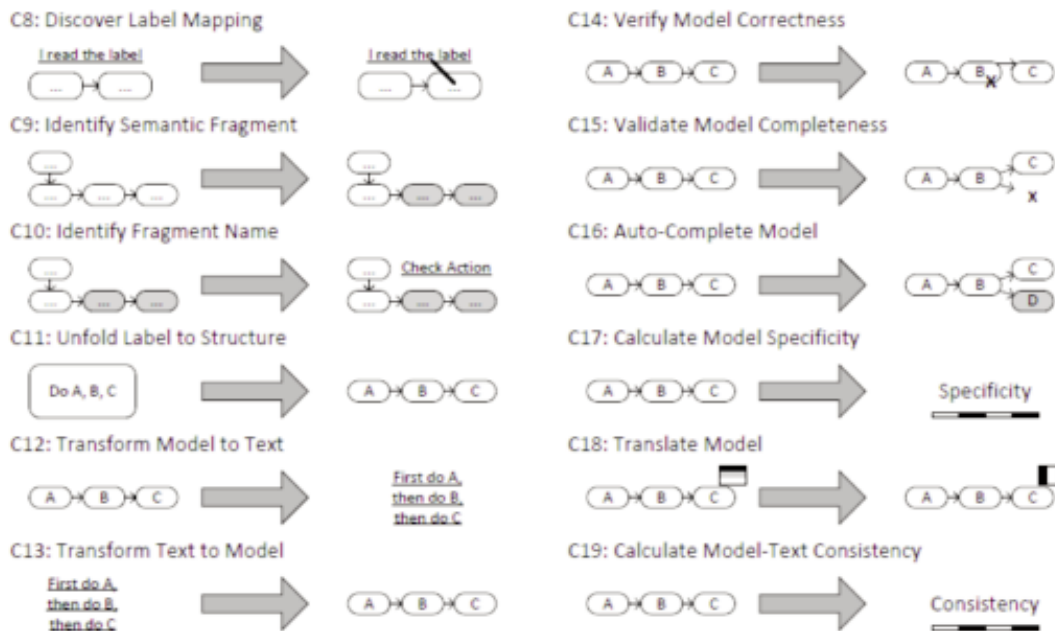 C8: Discover Label Mapping
I read the label
I read the label
... ...
... ...
C9: Identify Semantic Fragment
...
...
... ... ...
... ... ...
C10: Identify Fragment Name
...
... Check Action
... ... ...
... ... ...
C11: Unfold Label to Structure
Do A, B, C
A B C
C12: Transform Model to Text
A B C
First do A,
then do B,
then do C
C13: Transform Text to Model
First do A,
then do B,
then do C
A B C
C14: Verify Model Correctness
A B C
A B C
X
C15: Validate Model Completeness
A B C
C
A B
X
C16: Auto-Complete Model
A B C
C
A B
D
C17: Calculate Model Specificity
A B C
Specificity
C18: Translate Model
A B C
A B C
C19: Calculate Model-Text Consistency
A B C
Consistency